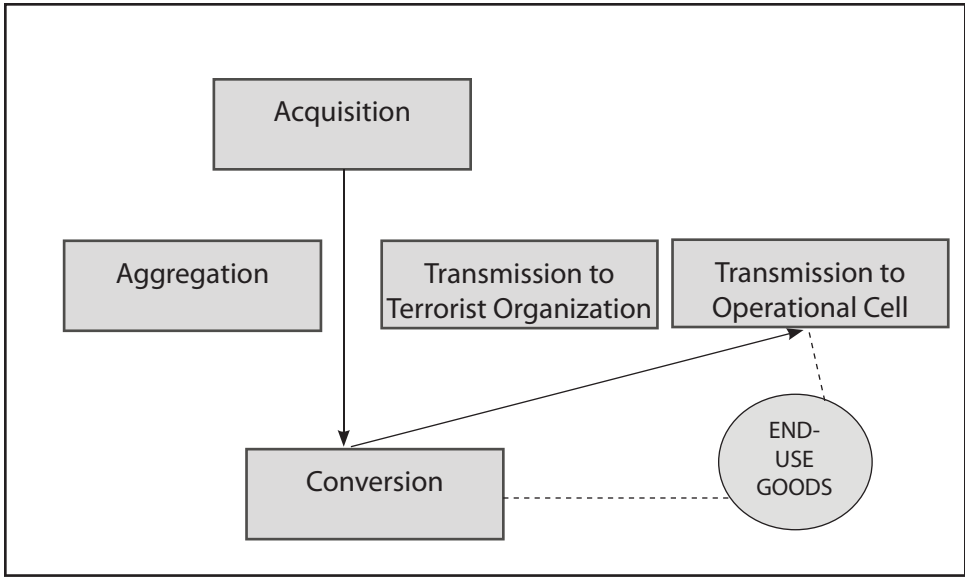 Acquisition
Aggregation
Transmission to
Terrorist Organization
Transmission to
Operational Cell
END-
USE
GOODS
Conversion